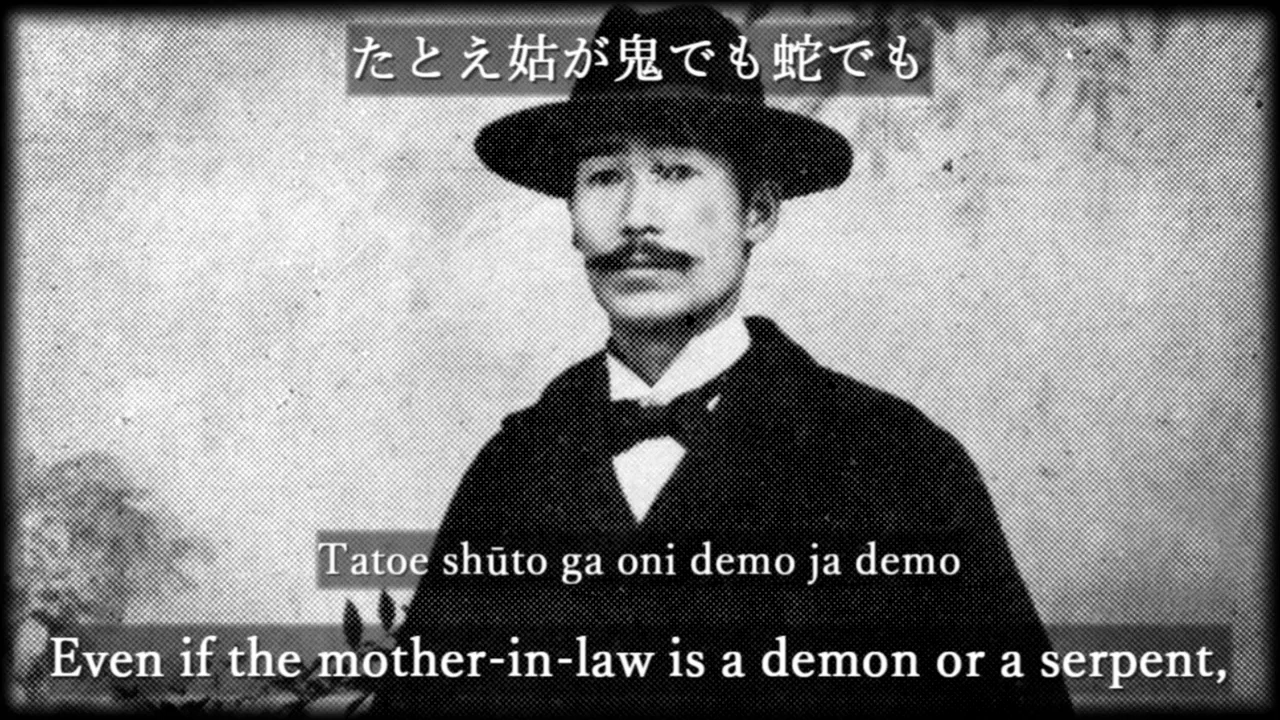 たとえ姑が鬼でも蛇でも
Tatoe shūto ga oni demo ja demo
Even if the mother-in-law is a demon or a serpent,